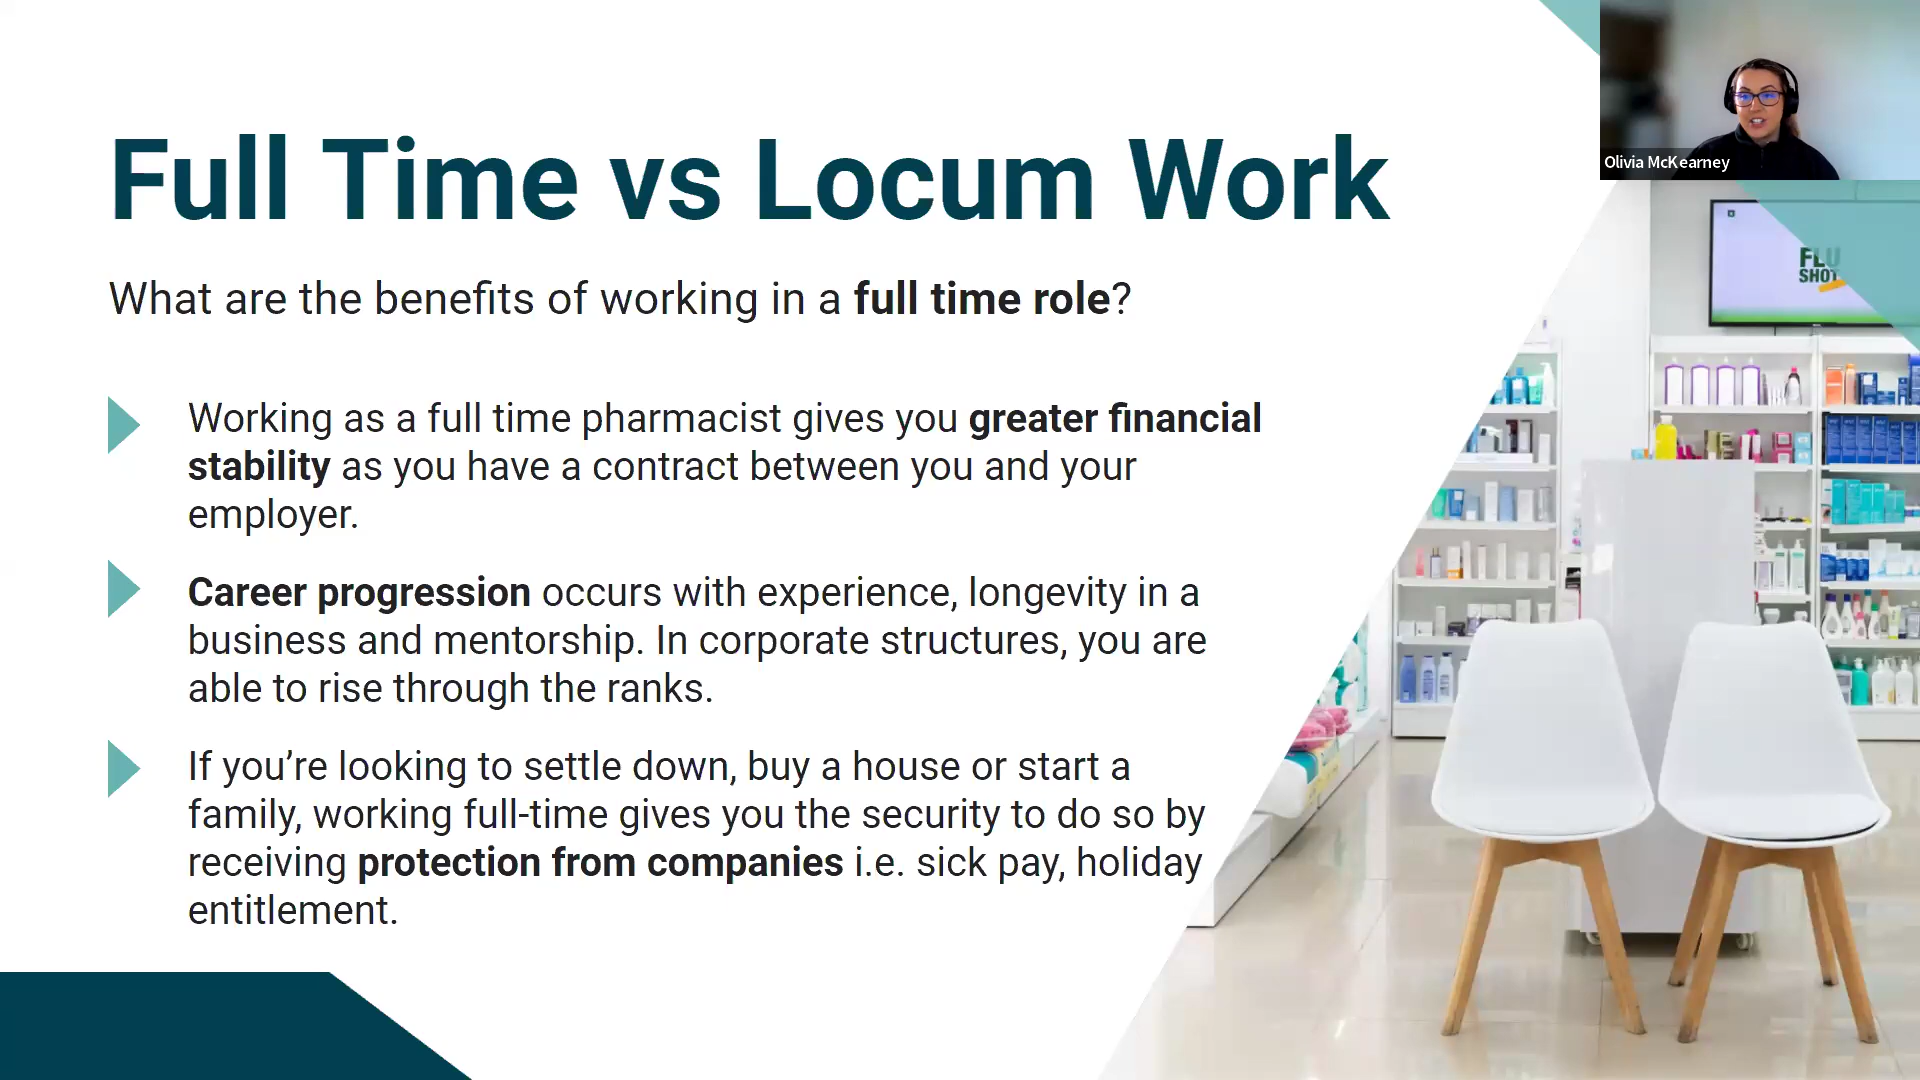 Full Time vs Locum Work
What are the benefits of working in a full time role?
Working as a full time pharmacist gives you greater financial
stability as you have a contract between you and your
employer.
Career progression occurs with experience, longevity in a
business and mentorship. In corporate structures, you are
able to rise through the ranks.
If you’re looking to settle down, buy a house or start a
family, working full-time gives you the security to do so by
receiving protection from companies i.e. sick pay, holiday
entitlement.
Olivia McKearney
FLU
SHOT